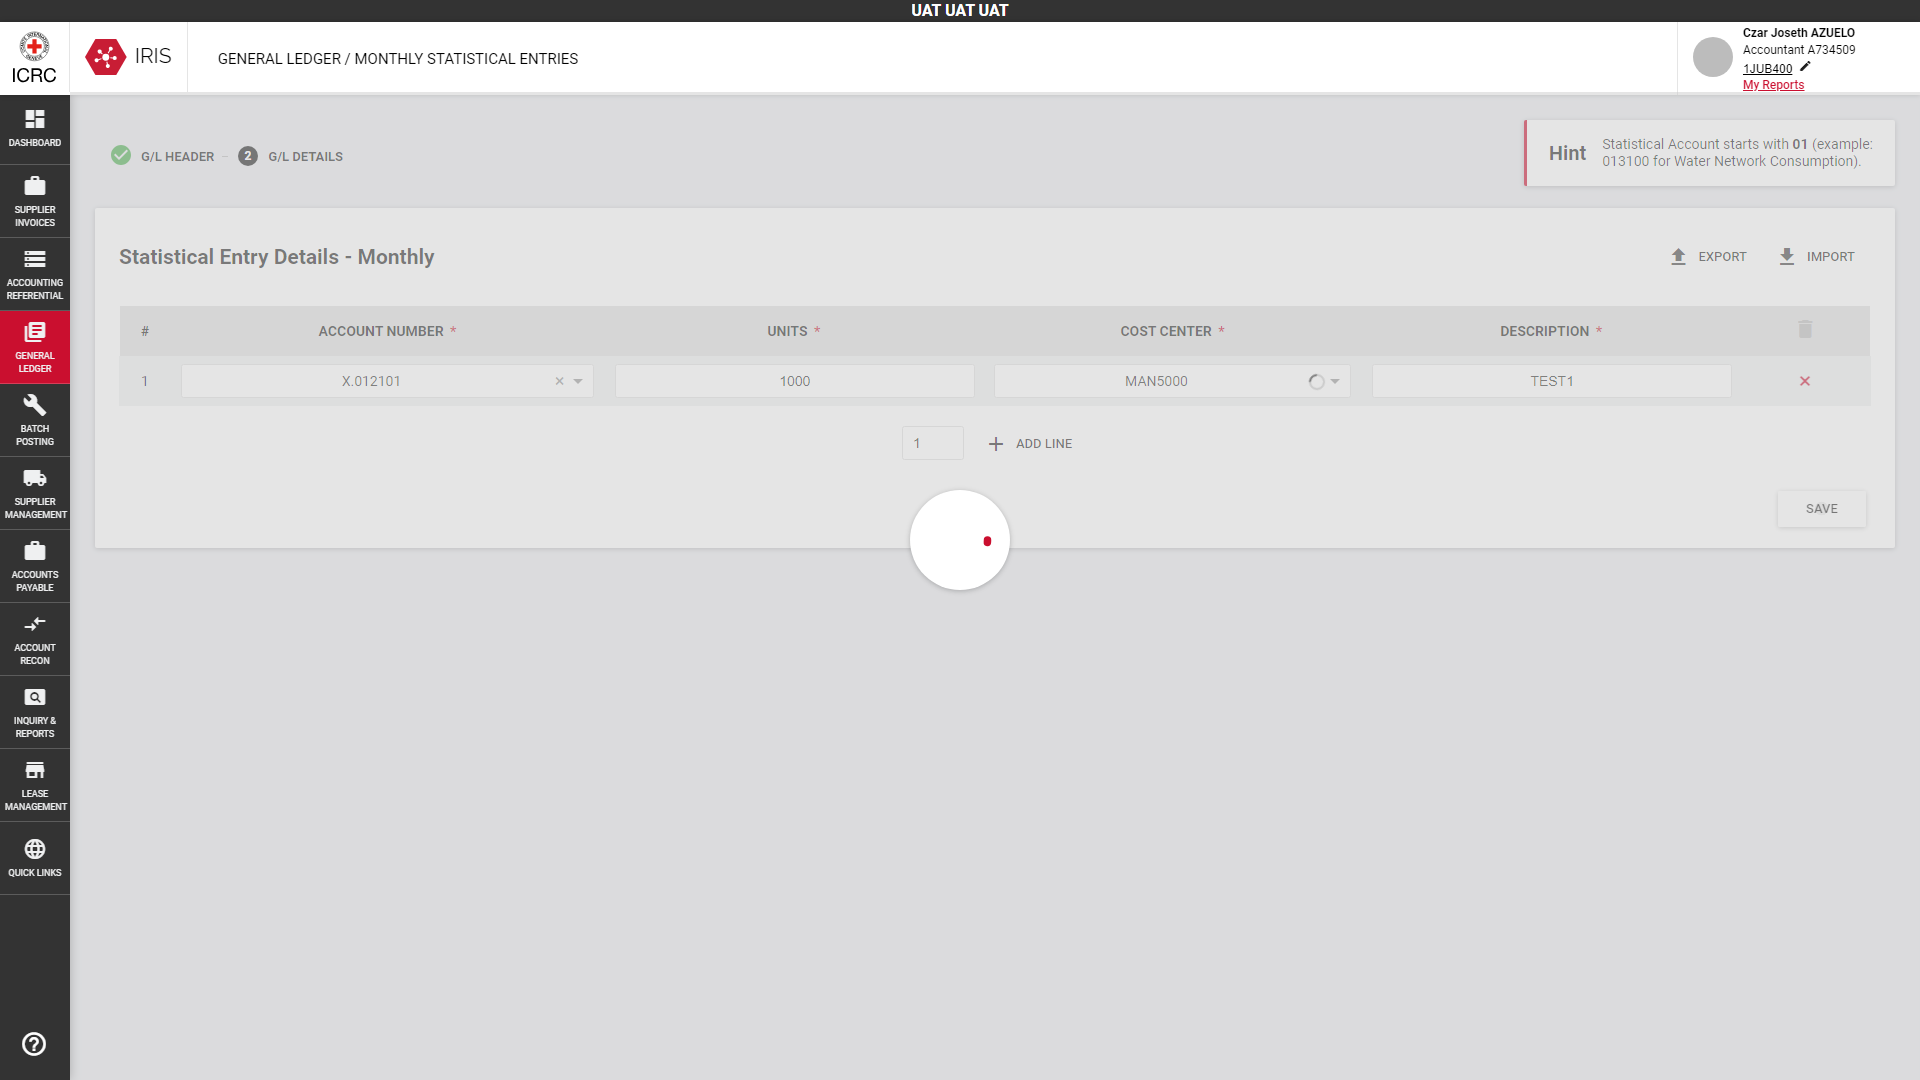 UAT UAT UAT
ICRC
IRIS
GENERAL LEDGER / MONTHLY STATISTICAL ENTRIES
Czar Joseth AZUELO
Accountant A734509
1JUB400
My Reports
DASHBOARD
SUPPLIER
INVOICES
ACCOUNTING
REFERENTIAL
GENERAL
LEDGER
BATCH
POSTING
SUPPLIER
MANAGEMENT
ACCOUNTS
PAYABLE
ACCOUNT
RECON
INQUIRY &
REPORTS
LEASE
MANAGEMENT
QUICK LINKS
G/L HEADER
2 G/L DETAILS
Hint
Statistical Account starts with 01 (example:
013100 for Water Network Consumption).
Statistical Entry Details - Monthly
EXPORT
IMPORT
# ACCOUNT NUMBER * UNITS * COST CENTER * DESCRIPTION *
1 X.012101 1000 MAN5000 TEST1
1 ADD LINE
SAVE